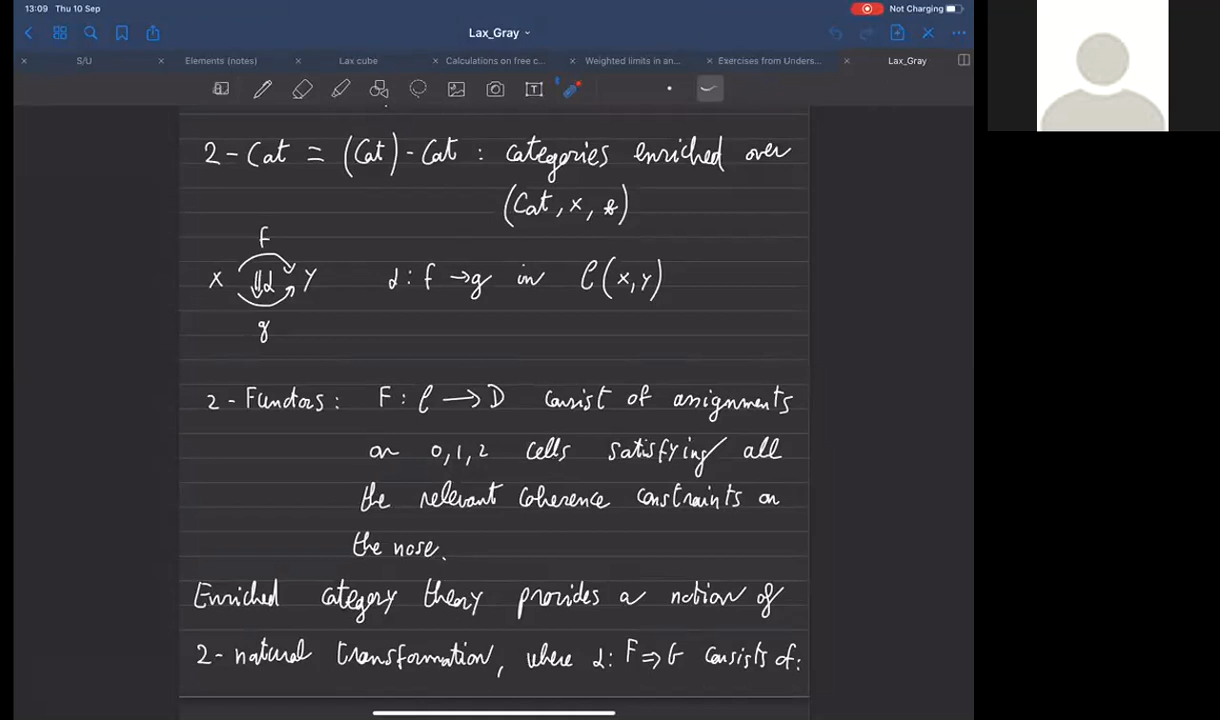 13:09 Thu 10 Sep
Not Charging
Lax_Gray
S/U
Elements (notes)
Lax cube
Calculations on free c...
Weighted limits in an...
Exercises from Unders...
Lax_Gray
2-Cat = (Cat)-Cat : categories enriched over
(Cat, x, *)
f
X ⇓α Y α : f → g in C(x,y)
g
2-Functors: F : C → D consist of assignments
on 0,1,2 cells satisfying all
the relevant coherence constraints on
the nose.
Enriched category theory provides a notion of
2-natural transformation, where α: F ⇒ G consists of: